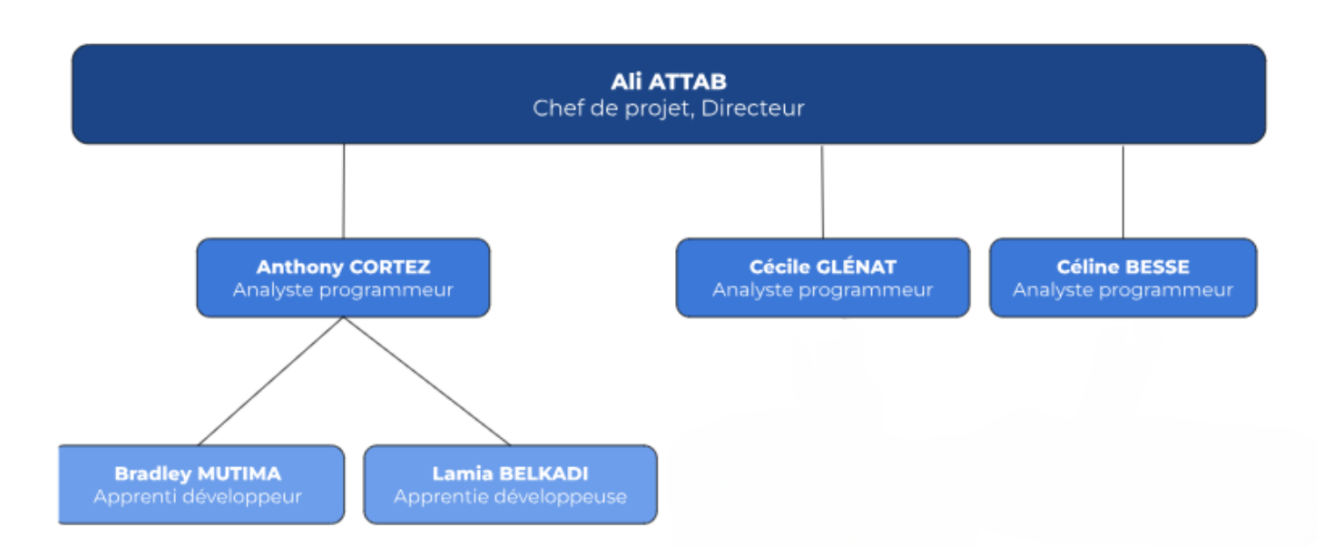 Ali ATTAB
Chef de projet, Directeur
Anthony CORTEZ
Analyste programmeur
Cécile GLÉNAT
Analyste programmeur
Céline BESSE
Analyste programmeur
Bradley MUTIMA
Apprenti développeur
Lamia BELKADI
Apprentie développeuse